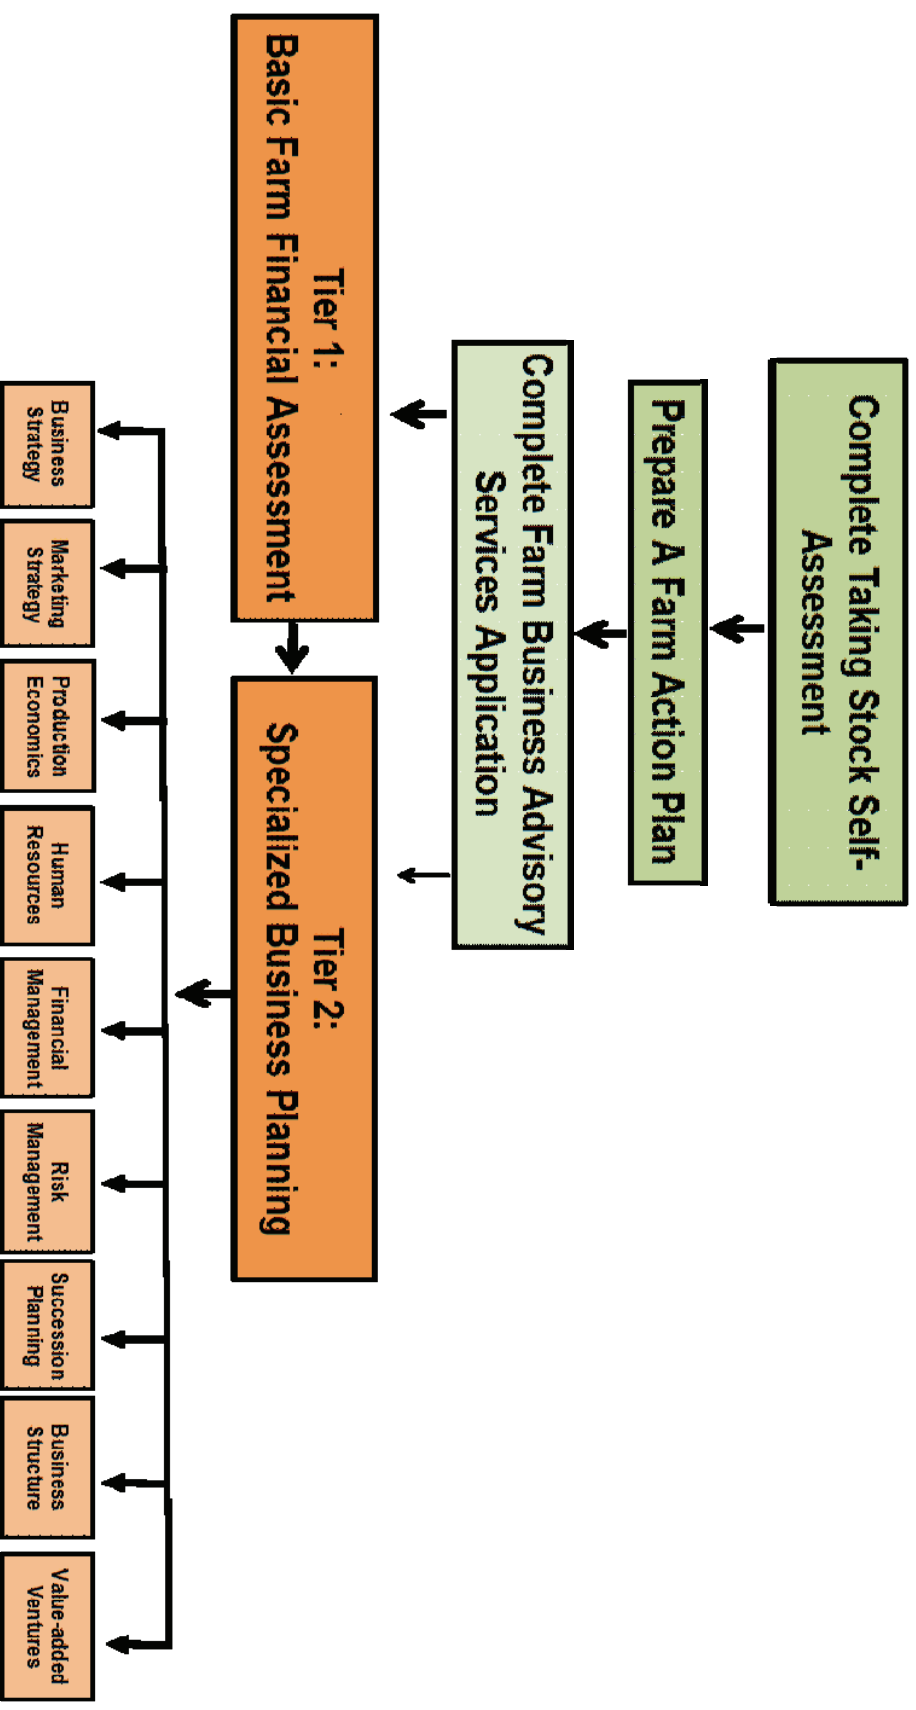 Complete Taking Stock Self-
Assessment
Prepare A Farm Action Plan
Complete Farm Business Advisory
Services Application
Tier 1:
Basic Farm Financial Assessment
Tier 2:
Specialized Business Planning
Business
Strategy
Marketing
Strategy
Production
Economics
Human
Resources
Financial
Management
Risk
Management
Succession
Planning
Business
Structure
Value-added
Ventures